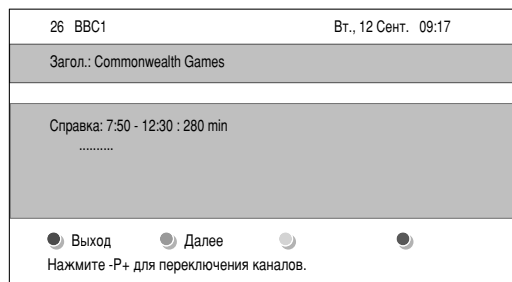 26 BBC1 Вт., 12 Сент. 09:17
Загол.: Commonwealth Games
Справка: 7:50 - 12:30 : 280 min
..........
Выход Далее
Нажмите -P+ для переключения каналов.